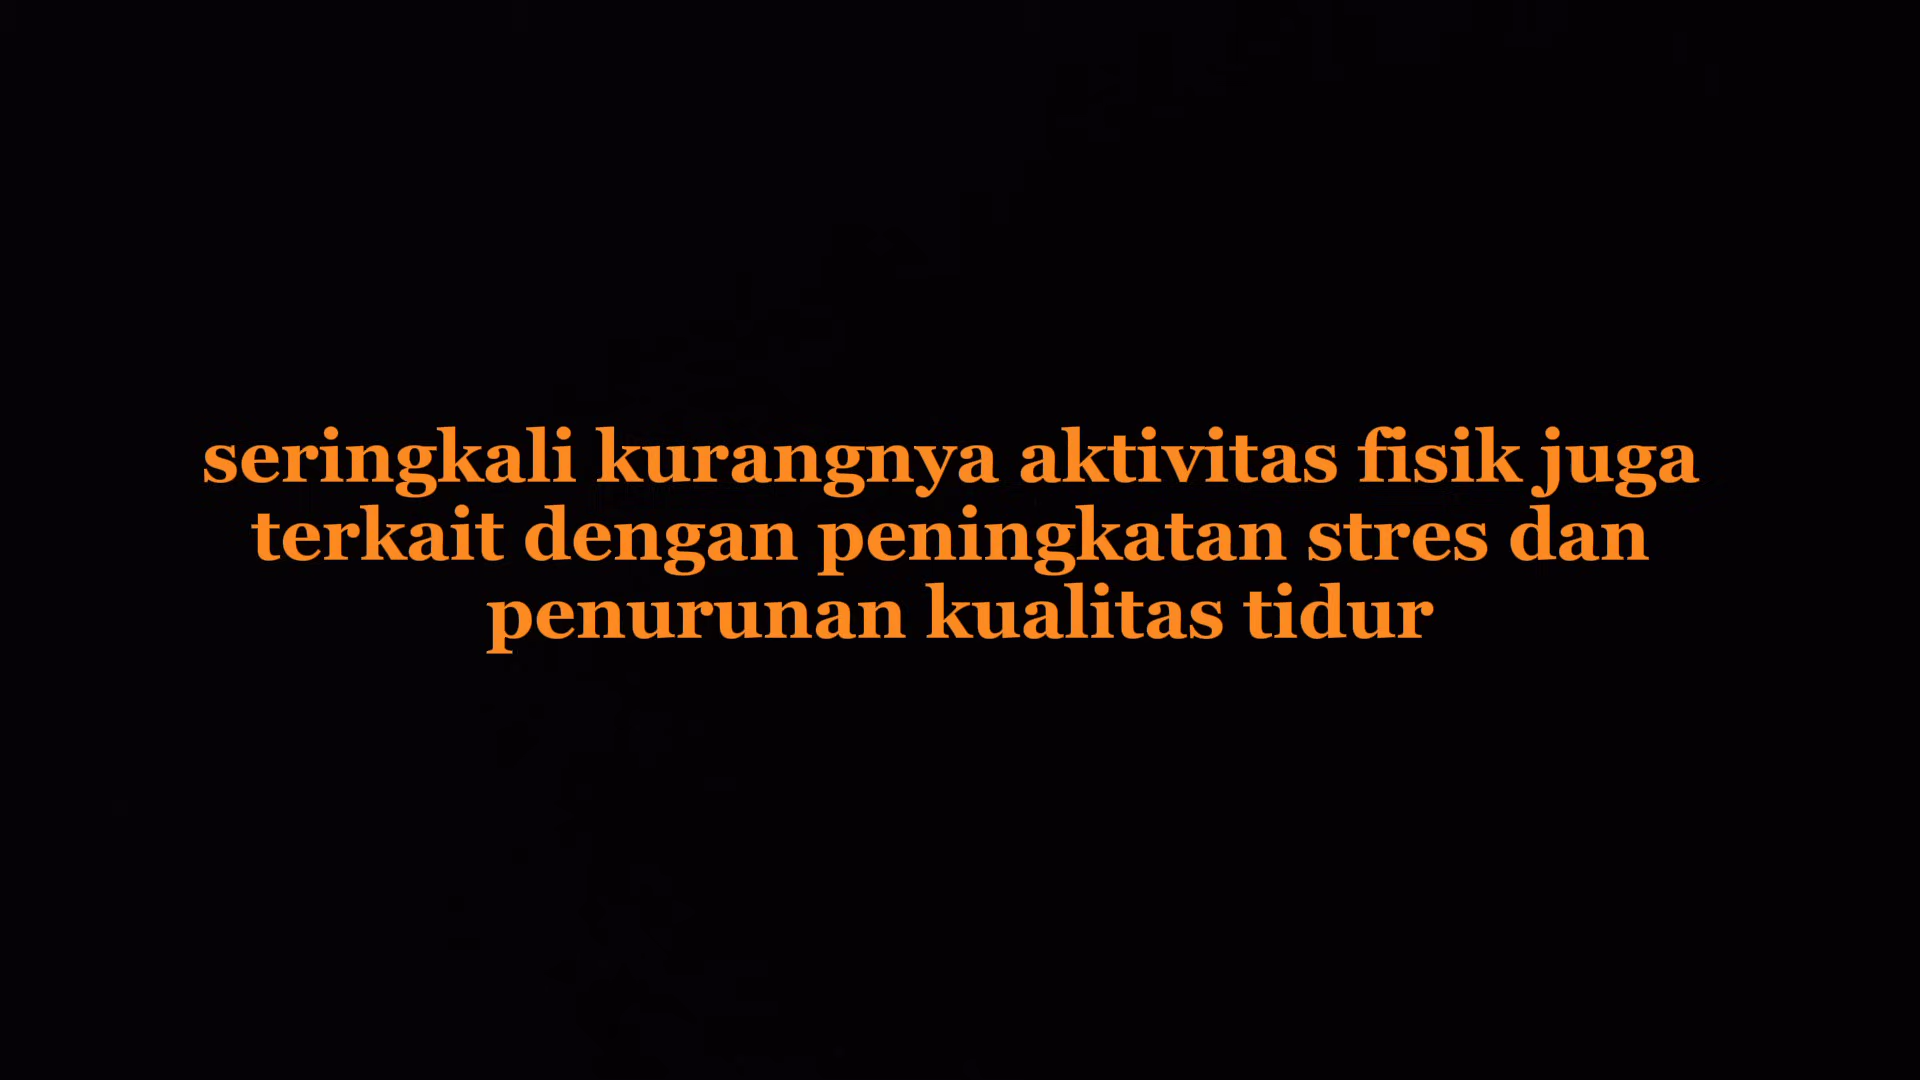 seringkali kurangnya aktivitas fisik juga
terkait dengan peningkatan stres dan
penurunan kualitas tidur